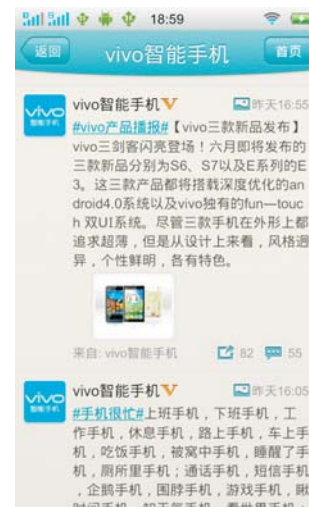 18:59
返回
vivo智能手机
首页
vivo
智能手机
vivo智能手机
昨天16:55
#vivo产品播报#【vivo三款新品发布】
vivo三剑客闪亮登场！六月即将发布的
三款新品分别为S6、S7以及E系列的E
3。这三款产品都将搭载深度优化的an
droid4.0系统以及vivo独有的fun—touc
h 双UI系统。尽管三款手机在外形上都
追求超薄，但是从设计上来看，风格迥
异，个性鲜明，各有特色。
来自: vivo智能手机
82
55
vivo
智能手机
vivo智能手机
昨天16:05
#手机很忙#上班手机，下班手机，工
作手机，休息手机，路上手机，车上手
机，吃饭手机，被窝中手机，睡醒了手
机，厕所里手机；通话手机，短信手机
，企鹅手机，围脖手机，游戏手机，瞅